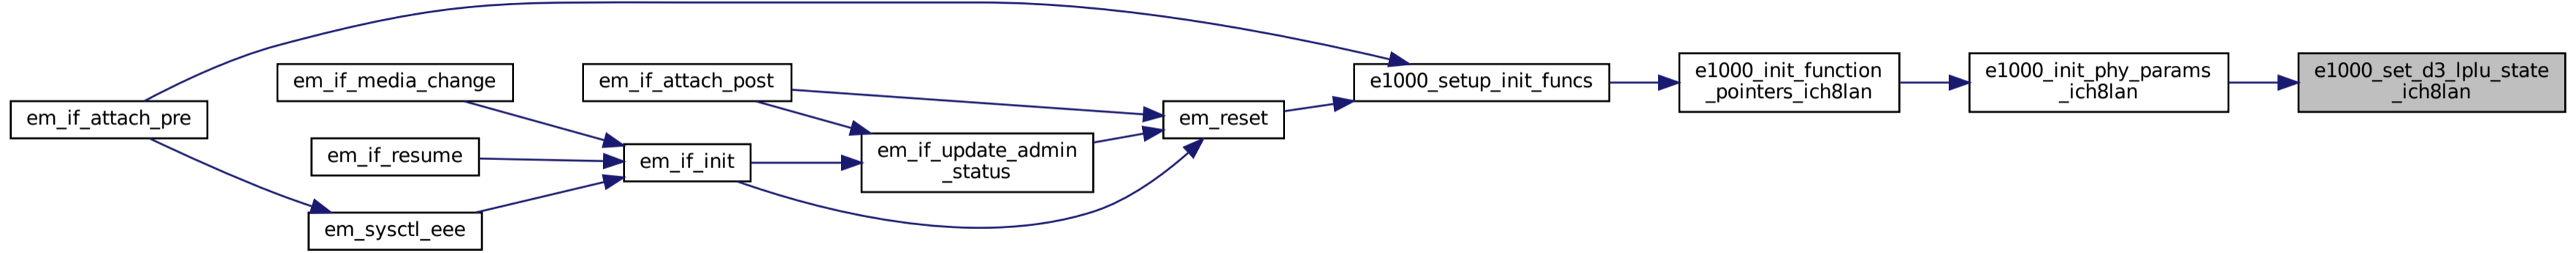 em_if_attach_pre
em_if_media_change
em_if_resume
em_sysctl_eee
em_if_attach_post
em_if_init
em_if_update_admin
_status
em_reset
e1000_setup_init_funcs
e1000_init_function
_pointers_ich8lan
e1000_init_phy_params
_ich8lan
e1000_set_d3_lplu_state
_ich8lan